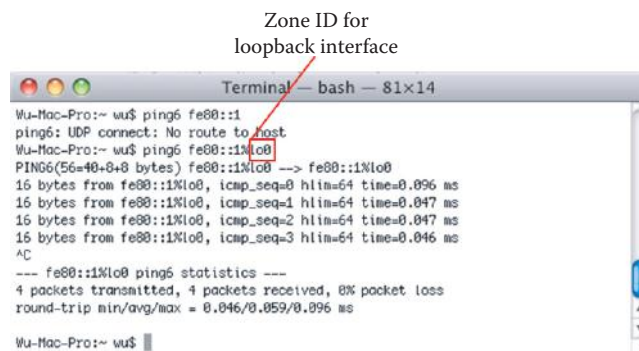 Zone ID for
loopback interface
Terminal — bash — 81×14
Wu-Mac-Pro:~ wu$ ping6 fe80::1
ping6: UDP connect: No route to host
Wu-Mac-Pro:~ wu$ ping6 fe80::1%lo0
PING6(56=40+8+8 bytes) fe80::1%lo0 --> fe80::1%lo0
16 bytes from fe80::1%lo0, icmp_seq=0 hlim=64 time=0.096 ms
16 bytes from fe80::1%lo0, icmp_seq=1 hlim=64 time=0.047 ms
16 bytes from fe80::1%lo0, icmp_seq=2 hlim=64 time=0.047 ms
16 bytes from fe80::1%lo0, icmp_seq=3 hlim=64 time=0.046 ms
^C
--- fe80::1%lo0 ping6 statistics ---
4 packets transmitted, 4 packets received, 0% packet loss
round-trip min/avg/max = 0.046/0.059/0.096 ms
Wu-Mac-Pro:~ wu$